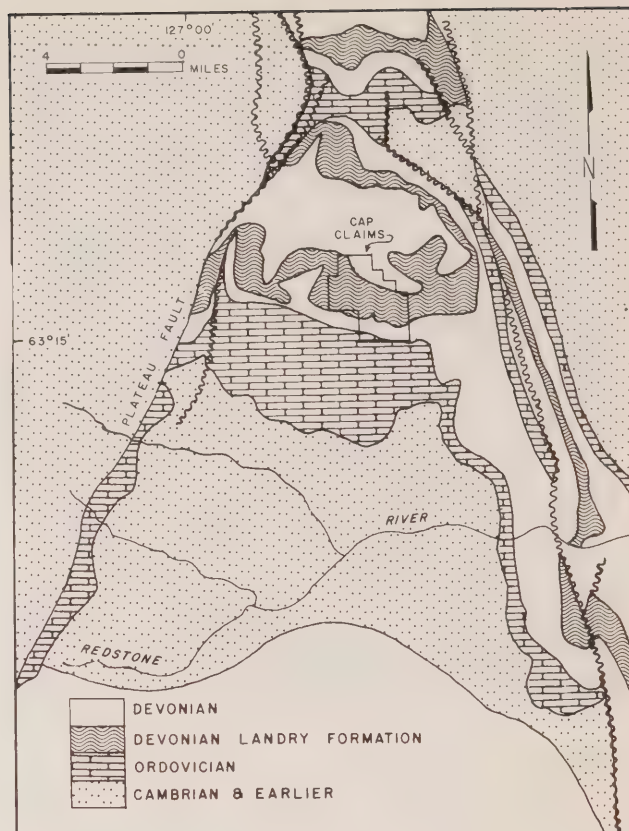 127°00'
4 0 MILES
N
CAP
CLAIMS
63°15'
PLATEAU FAULT
RIVER
REDSTONE
DEVONIAN
DEVONIAN LANDRY FORMATION
ORDOVICIAN
CAMBRIAN & EARLIER